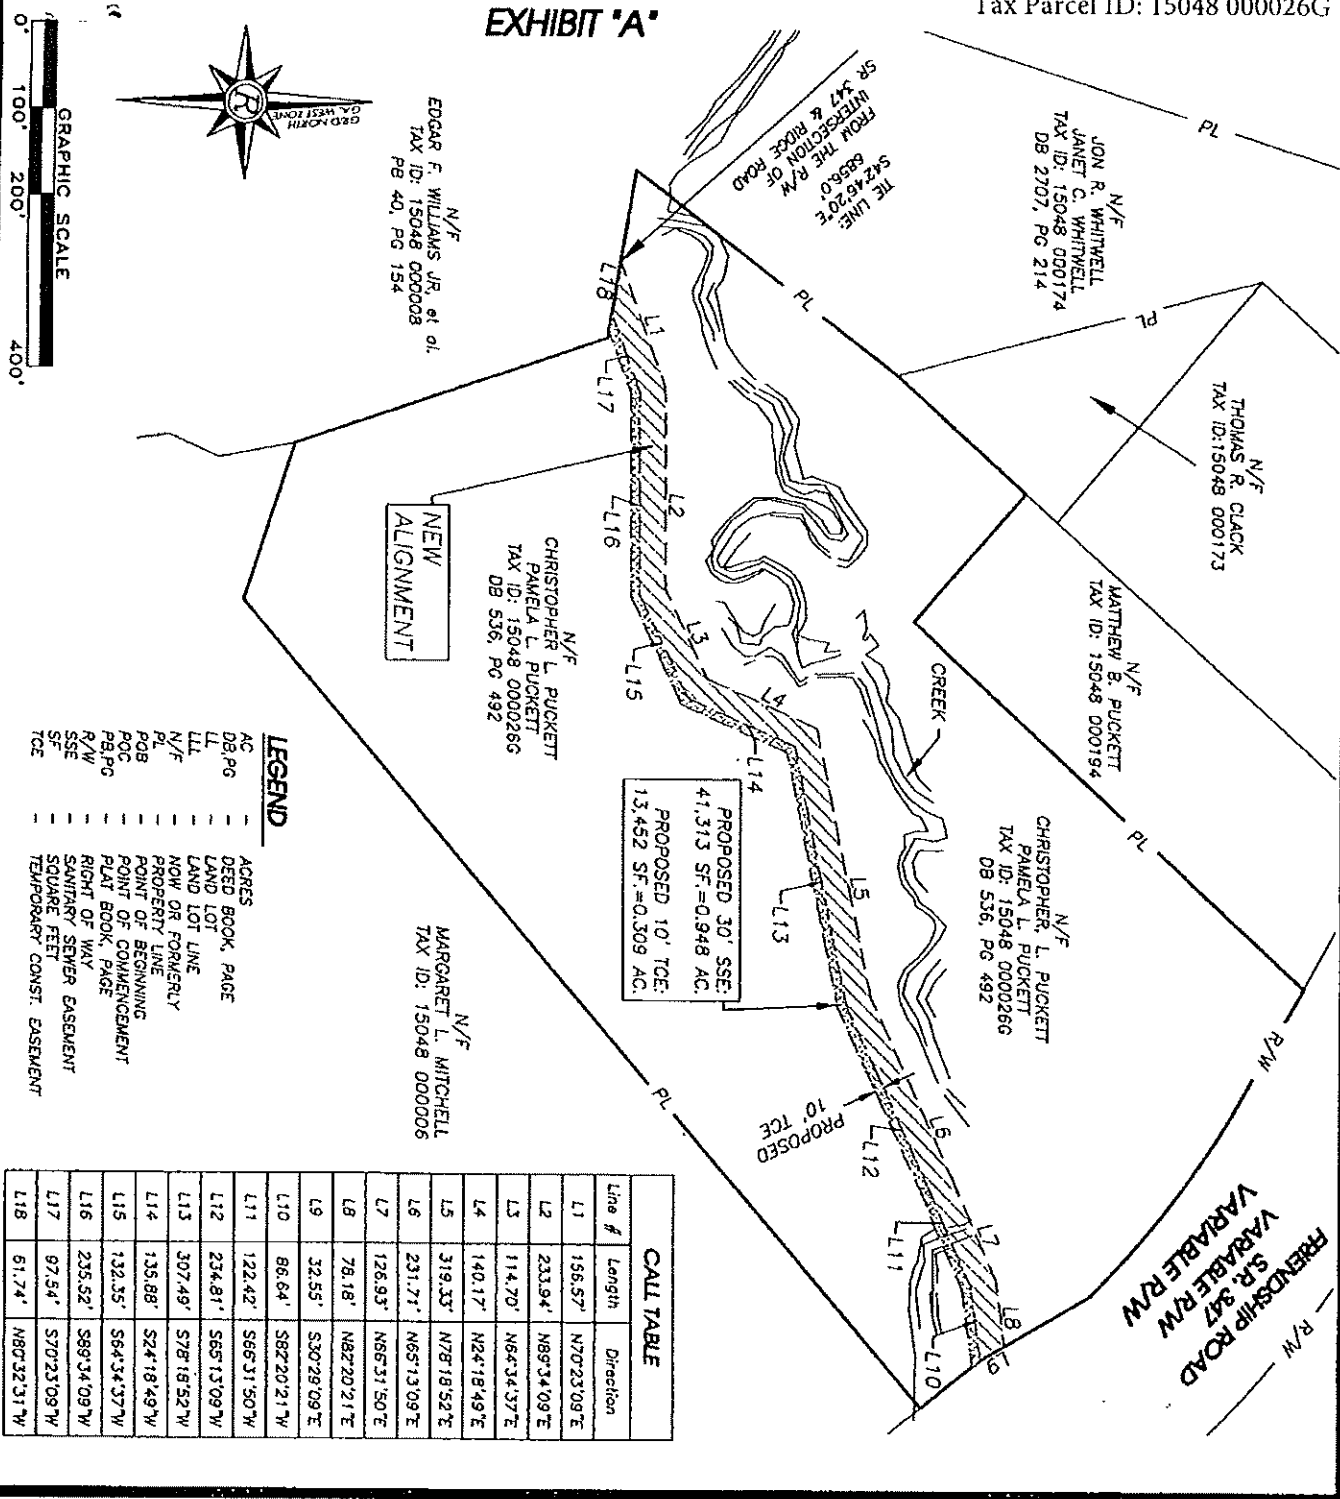 Tax Parcel ID: 15048 000026G
EXHIBIT "A"
GRID NORTH
GA. WEST ZONE
R
GRAPHIC SCALE
0'
100'
200'
400'
N/F
EDGAR F. WILLIAMS JR, et al.
TAX ID: 15048 000008
PB 40, PG 154
TIE LINE:
S42°46'20"E
6856.0'
FROM THE R/W
INTERSECTION OF
SR 347 & RIDGE ROAD
N/F
JON R. WHITWELL
JANET C. WHITWELL
TAX ID: 15048 000174
DB 2707, PG 214
PL
PL
PL
N/F
THOMAS R. CLACK
TAX ID:15048 000173
N/F
MATTHEW B. PUCKETT
TAX ID: 15048 000194
PL
CREEK
N/F
CHRISTOPHER, L. PUCKETT
PAMELA L. PUCKETT
TAX ID: 15048 000026G
DB 536, PG 492
N/F
CHRISTOPHER L. PUCKETT
PAMELA L. PUCKETT
TAX ID: 15048 000026G
DB 536, PG 492
NEW
ALIGNMENT
L18
L1
L17
L2
L16
L3
L15
L4
L14
L5
L13
L6
L12
L7
L11
L8
L9
L10
PROPOSED 30' SSE:
41,313 SF.=0.948 AC.
PROPOSED 10' TCE:
13,452 SF.=0.309 AC.
PROPOSED
10' TCE
R/W
R/W
FRIENDSHIP ROAD
S.R. 347
VARIABLE R/W
VARIABLE R/W
PL
N/F
MARGARET L. MITCHELL
TAX ID: 15048 000006
LEGEND
AC - ACRES
DB,PG - DEED BOOK, PAGE
LL - LAND LOT
LLL - LAND LOT LINE
N/F - NOW OR FORMERLY
PL - PROPERTY LINE
POB - POINT OF BEGINNING
POC - POINT OF COMMENCEMENT
PB,PG - PLAT BOOK, PAGE
R/W - RIGHT OF WAY
SSE - SANITARY SEWER EASEMENT
SF - SQUARE FEET
TCE - TEMPORARY CONST. EASEMENT
CALL TABLE
Line # Length Direction
L1 156.57' N70°23'09"E
L2 233.94' N89°34'09"E
L3 114.70' N64°34'37"E
L4 140.17' N24°18'49"E
L5 319.33' N78°18'52"E
L6 231.71' N65°13'09"E
L7 126.93' N66°31'50"E
L8 78.18' N82°20'21"E
L9 32.55' S30°29'09"E
L10 86.64' S82°20'21"W
L11 122.42' S66°31'50"W
L12 234.81' S65°13'09"W
L13 307.49' S78°18'52"W
L14 135.88' S24°18'49"W
L15 132.35' S64°34'37"W
L16 235.52' S89°34'09"W
L17 97.54' S70°23'09"W
L18 61.74' N80°32'31"W